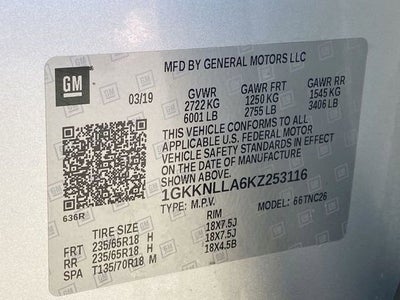 MFD BY GENERAL MOTORS LLC
GM
03/19 GVWR GAWR FRT GAWR RR
2722 KG 1250 KG 1545 KG
6001 LB 2755 LB 3406 LB
THIS VEHICLE CONFORMS TO ALL
APPLICABLE U.S. FEDERAL MOTOR
VEHICLE SAFETY STANDARDS IN EFFECT
ON THE DATE OF MANUFACTURE
SHOWN ABOVE.
1GKKNLLA6KZ253116
636R TYPE: M.P.V. MODEL: 66TNC26
TIRE SIZE RIM
FRT 235/65R18 H 18X7.5J
RR 235/65R18 H 18X7.5J
SPA T135/70R18 M 18X4.5B